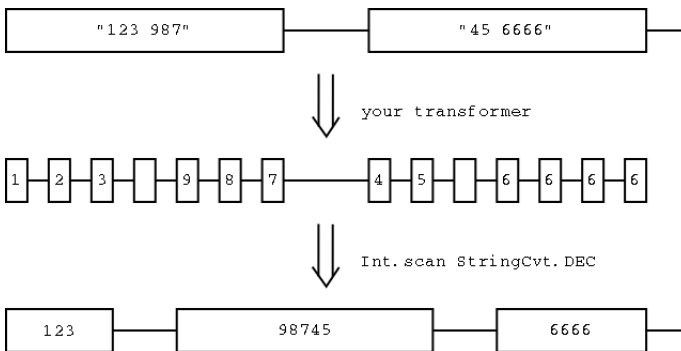 "123 987" "45 6666"
your transformer
1 2 3 9 8 7 4 5 6 6 6 6
Int.scan StringCvt.DEC
123 98745 6666